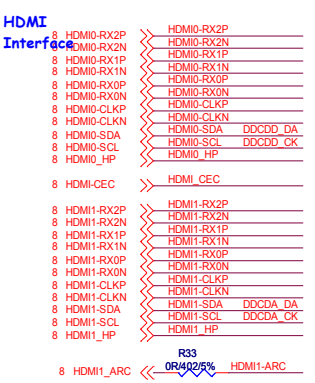 HDMI
Interface
8 HDMI0-RX2P HDMI0-RX2P
8 HDMI0-RX2N HDMI0-RX2N
8 HDMI0-RX1P HDMI0-RX1P
8 HDMI0-RX1N HDMI0-RX1N
8 HDMI0-RX0P HDMI0-RX0P
8 HDMI0-RX0N HDMI0-RX0N
8 HDMI0-CLKP HDMI0-CLKP
8 HDMI0-CLKN HDMI0-CLKN
8 HDMI0-SDA HDMI0-SDA DDCDD_DA
8 HDMI0-SCL HDMI0-SCL DDCDD_CK
8 HDMI0_HP HDMI0_HP
8 HDMI-CEC HDMI_CEC
8 HDMI1-RX2P HDMI1-RX2P
8 HDMI1-RX2N HDMI1-RX2N
8 HDMI1-RX1P HDMI1-RX1P
8 HDMI1-RX1N HDMI1-RX1N
8 HDMI1-RX0P HDMI1-RX0P
8 HDMI1-RX0N HDMI1-RX0N
8 HDMI1-CLKP HDMI1-CLKP
8 HDMI1-CLKN HDMI1-CLKN
8 HDMI1-SDA HDMI1-SDA DDCDA_DA
8 HDMI1-SCL HDMI1-SCL DDCDA_CK
8 HDMI1_HP HDMI1_HP
R33
8 HDMI1_ARC 0R/402/5% HDMI1-ARC